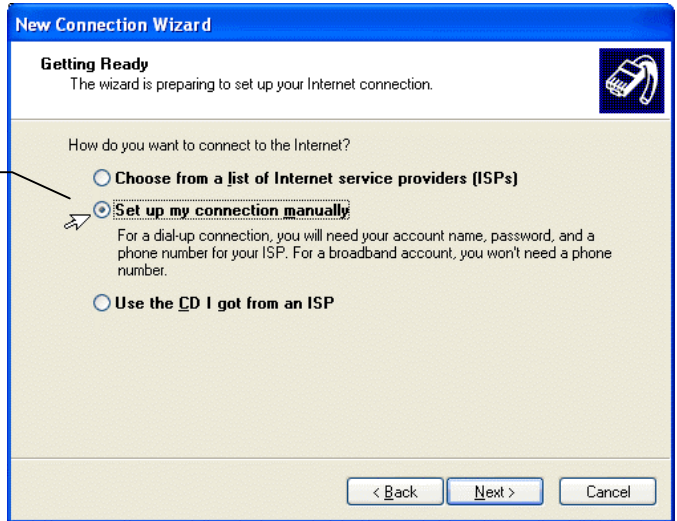 New Connection Wizard
Getting Ready
The wizard is preparing to set up your Internet connection.
How do you want to connect to the Internet?
Choose from a list of Internet service providers (ISPs)
Set up my connection manually
For a dial-up connection, you will need your account name, password, and a
phone number for your ISP. For a broadband account, you won't need a phone
number.
Use the CD I got from an ISP
< Back Next > Cancel